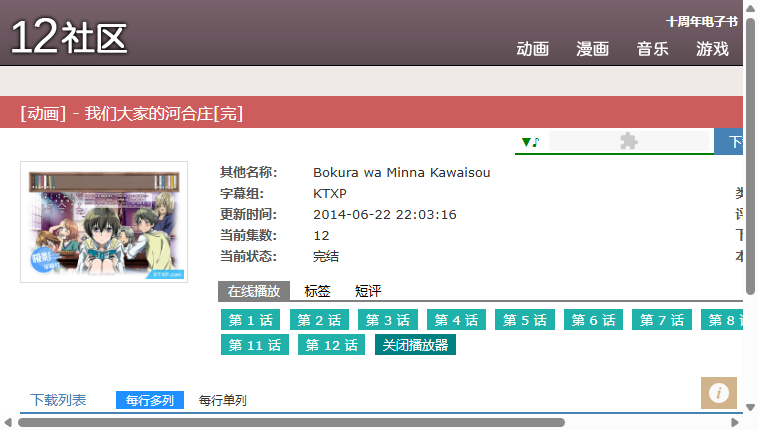 十周年电子书
12社区
动画 漫画 音乐 游戏
[动画] - 我们大家的河合庄[完]
▼♪
其他名称: Bokura wa Minna Kawaisou
字幕组: KTXP
更新时间: 2014-06-22 22:03:16
当前集数: 12
当前状态: 完结
KTXP.com
在线播放 标签 短评
第 1 话 第 2 话 第 3 话 第 4 话 第 5 话 第 6 话 第 7 话 第 8
第 11 话 第 12 话 关闭播放器
下载列表 每行多列 每行单列